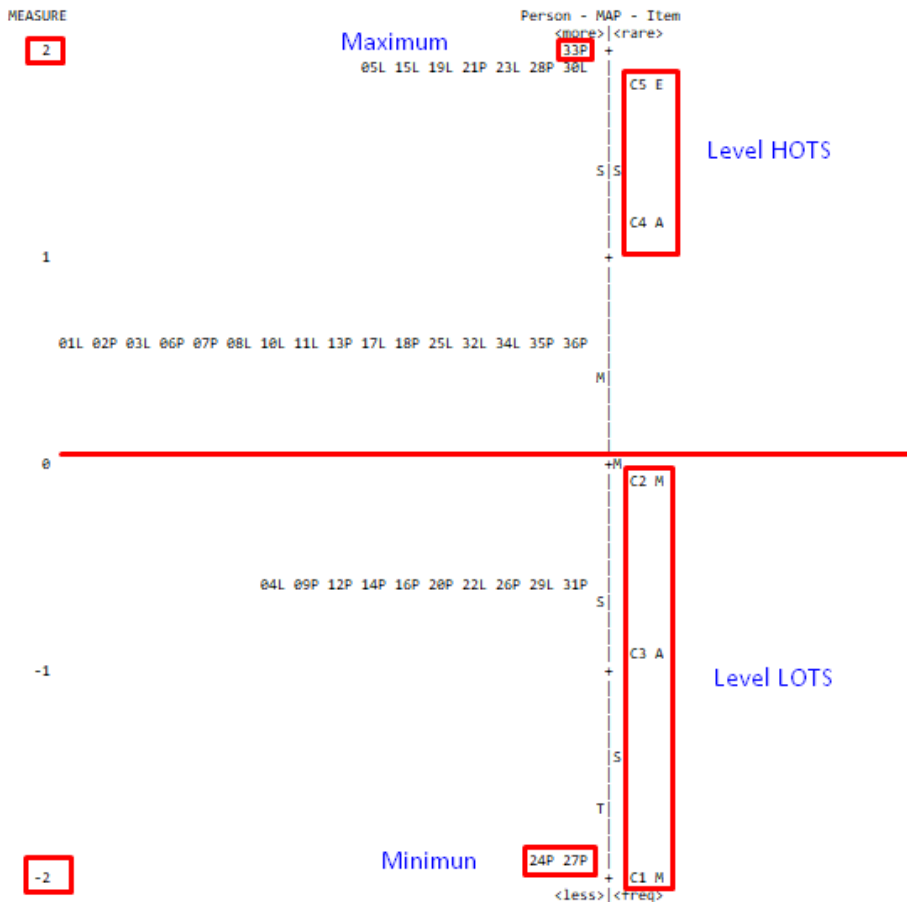 MEASURE Person - MAP - Item
<more>|<rare>
2 Maximum 33P +
05L 15L 19L 21P 23L 28P 30L |
C5 E
Level HOTS
S|S
C4 A
1 +
01L 02P 03L 06P 07P 08L 10L 11L 13P 17L 18P 25L 32L 34L 35P 36P |
M|
0 +M
C2 M
04L 09P 12P 14P 16P 20P 22L 26P 29L 31P |
S|
C3 A
-1 +
Level LOTS
|S
T|
Minimun 24P 27P |
-2 + C1 M
<less>|<freq>